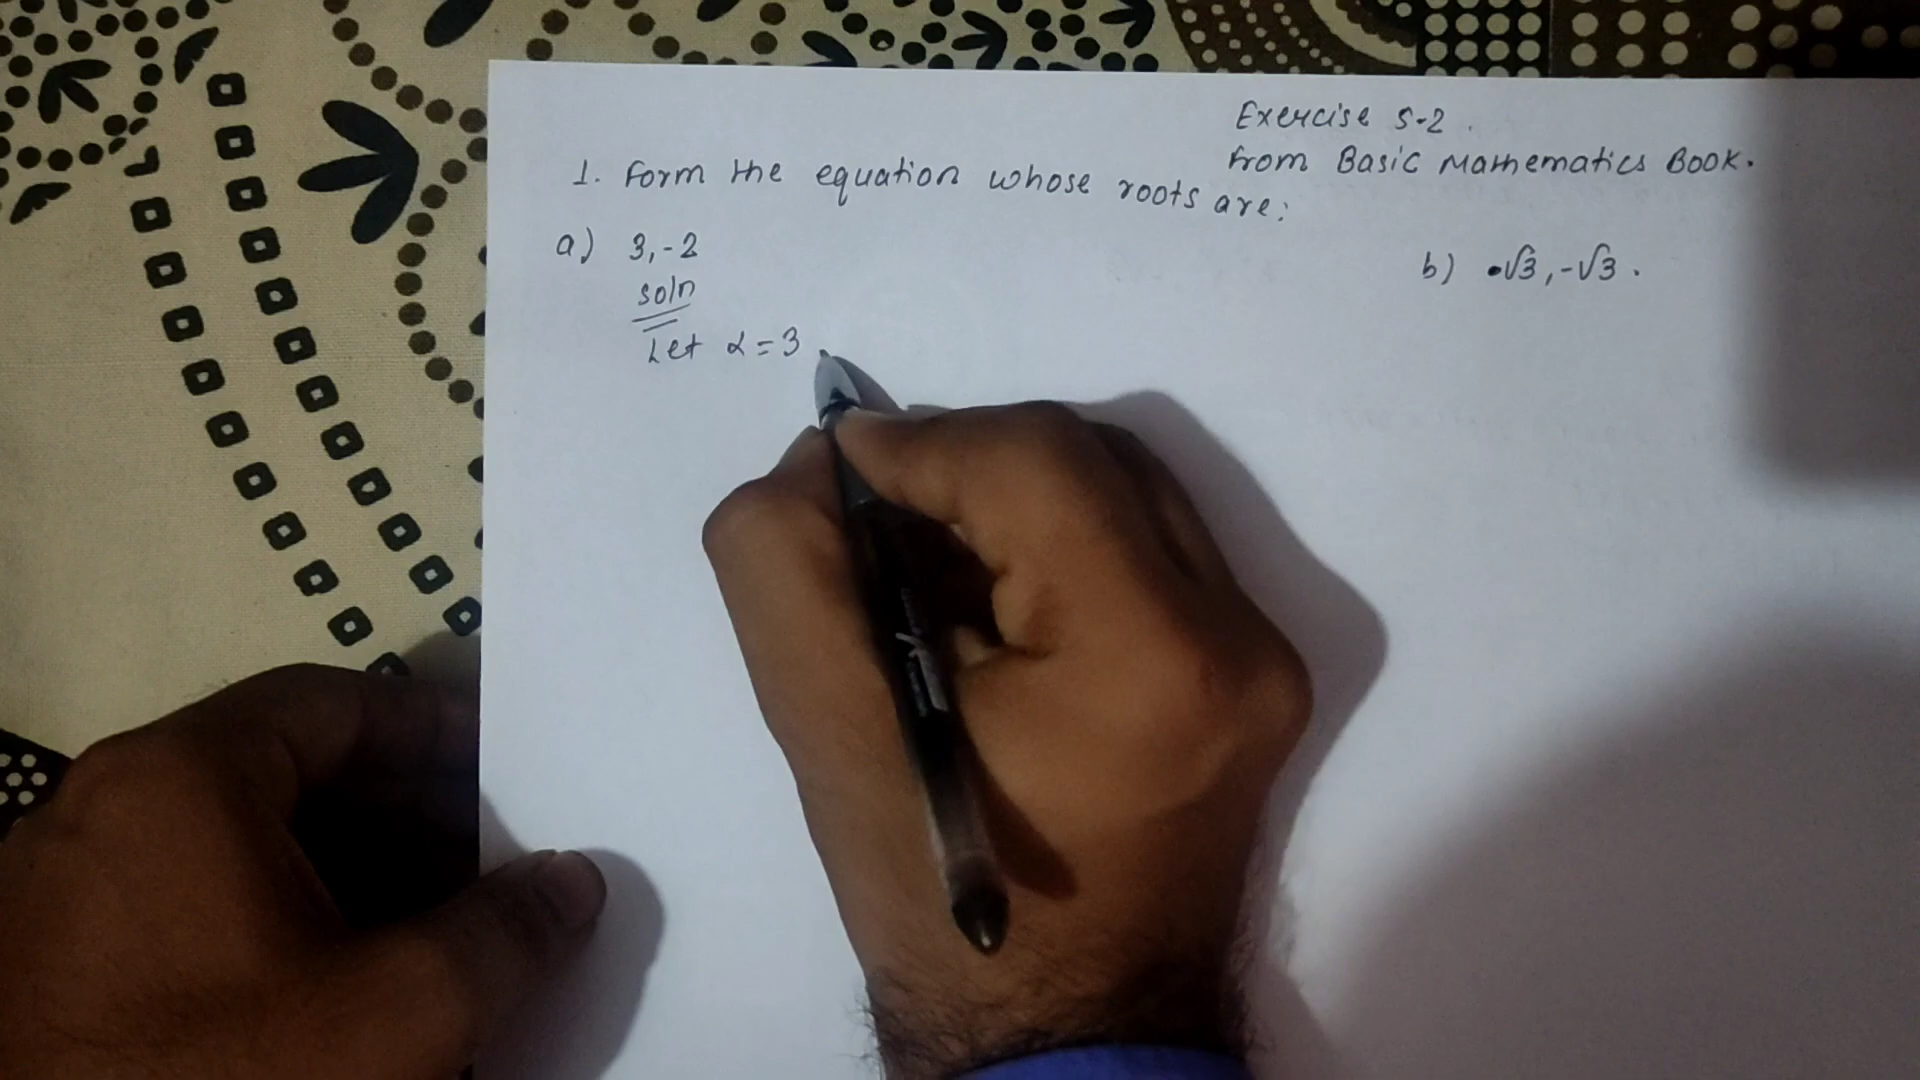 Exercise 5-2.
From Basic Mathematics Book.
1. Form the equation whose roots are:
a) 3,-2
b) √3,-√3.
soln
Let α=3